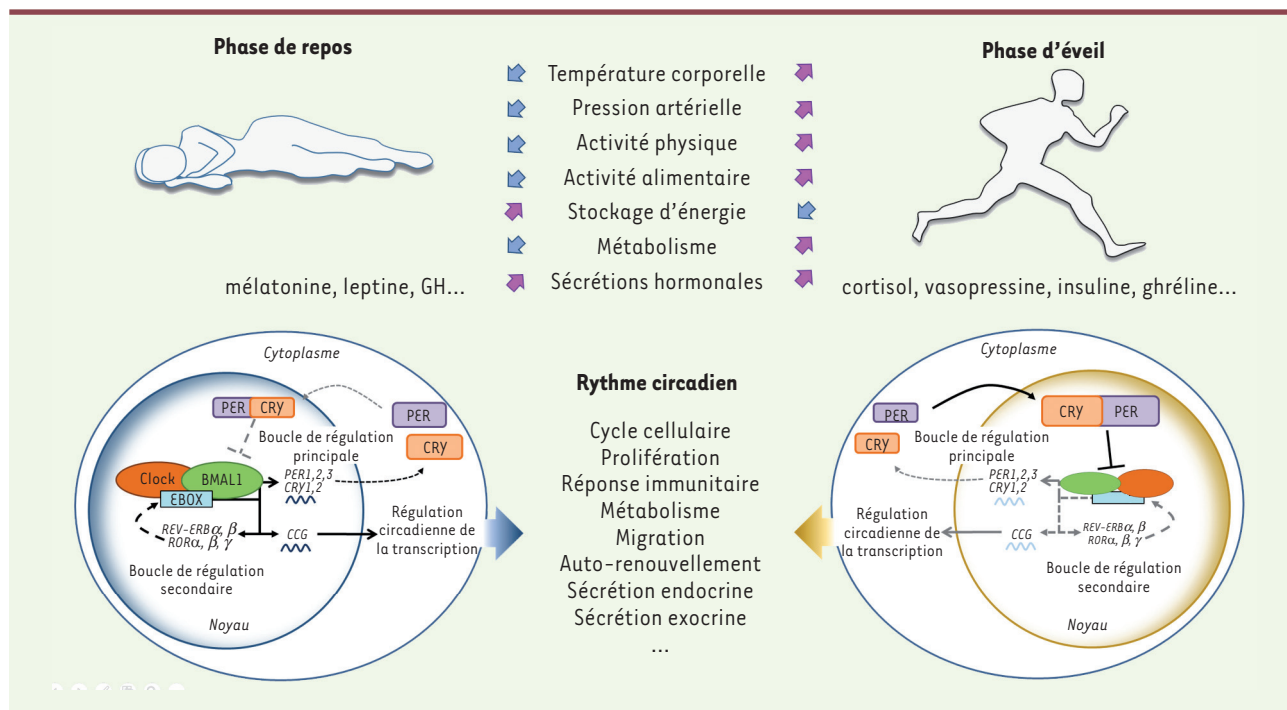 Phase de repos
Phase d’éveil
Température corporelle
Pression artérielle
Activité physique
Activité alimentaire
Stockage d’énergie
Métabolisme
Sécrétions hormonales
mélatonine, leptine, GH...
cortisol, vasopressine, insuline, ghréline...
Cytoplasme
PER
CRY
PER
CRY
Boucle de régulation
principale
Clock
BMAL1
EBOX
PER1,2,3
CRY1,2
REV-ERBα, β
RORα, β, γ
CCG
Régulation
circadienne de
la transcription
Boucle de régulation
secondaire
Noyau
Rythme circadien
Cycle cellulaire
Prolifération
Réponse immunitaire
Métabolisme
Migration
Auto-renouvellement
Sécrétion endocrine
Sécrétion exocrine
...
Cytoplasme
PER
CRY
CRY
PER
Boucle de régulation
principale
PER1,2,3
CRY1,2
Régulation
circadienne de
la transcription
CCG
REV-ERBα, β
RORα, β, γ
Boucle de régulation
secondaire
Noyau